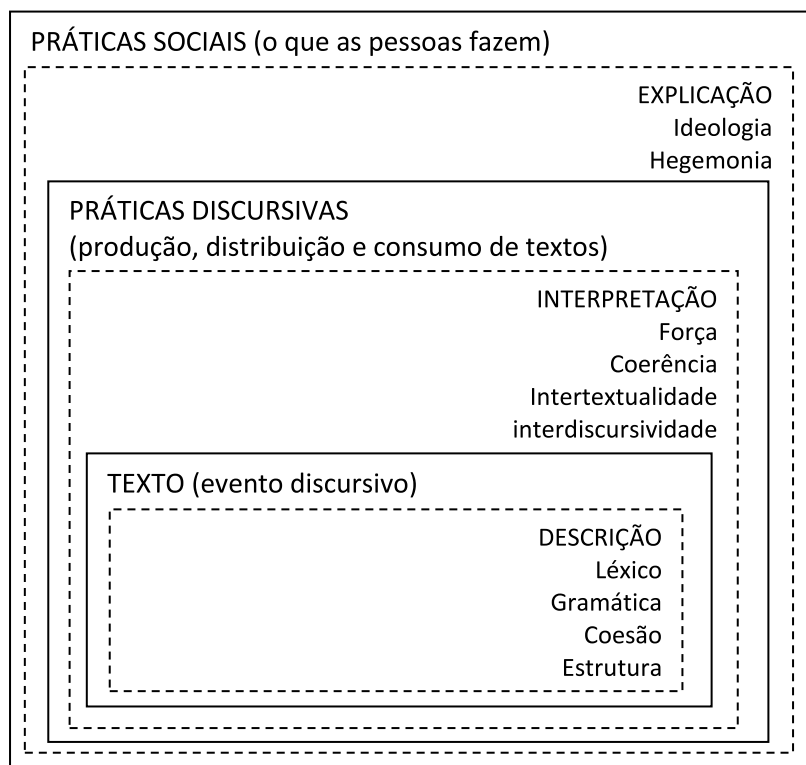 PRÁTICAS SOCIAIS (o que as pessoas fazem)
EXPLICAÇÃO
Ideologia
Hegemonia
PRÁTICAS DISCURSIVAS
(produção, distribuição e consumo de textos)
INTERPRETAÇÃO
Força
Coerência
Intertextualidade
interdiscursividade
TEXTO (evento discursivo)
DESCRIÇÃO
Léxico
Gramática
Coesão
Estrutura